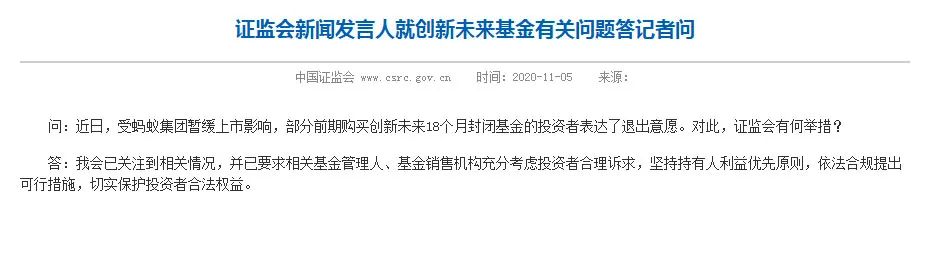 证监会新闻发言人就创新未来基金有关问题答记者问
中国证监会 www.csrc.gov.cn 时间：2020-11-05 来源：
问：近日，受蚂蚁集团暂缓上市影响，部分前期购买创新未来18个月封闭基金的投资者表达了退出意愿。对此，证监会有何举措？
答：我会已关注到相关情况，并已要求相关基金管理人、基金销售机构充分考虑投资者合理诉求，坚持持有人利益优先原则，依法合规提出
可行措施，切实保护投资者合法权益。